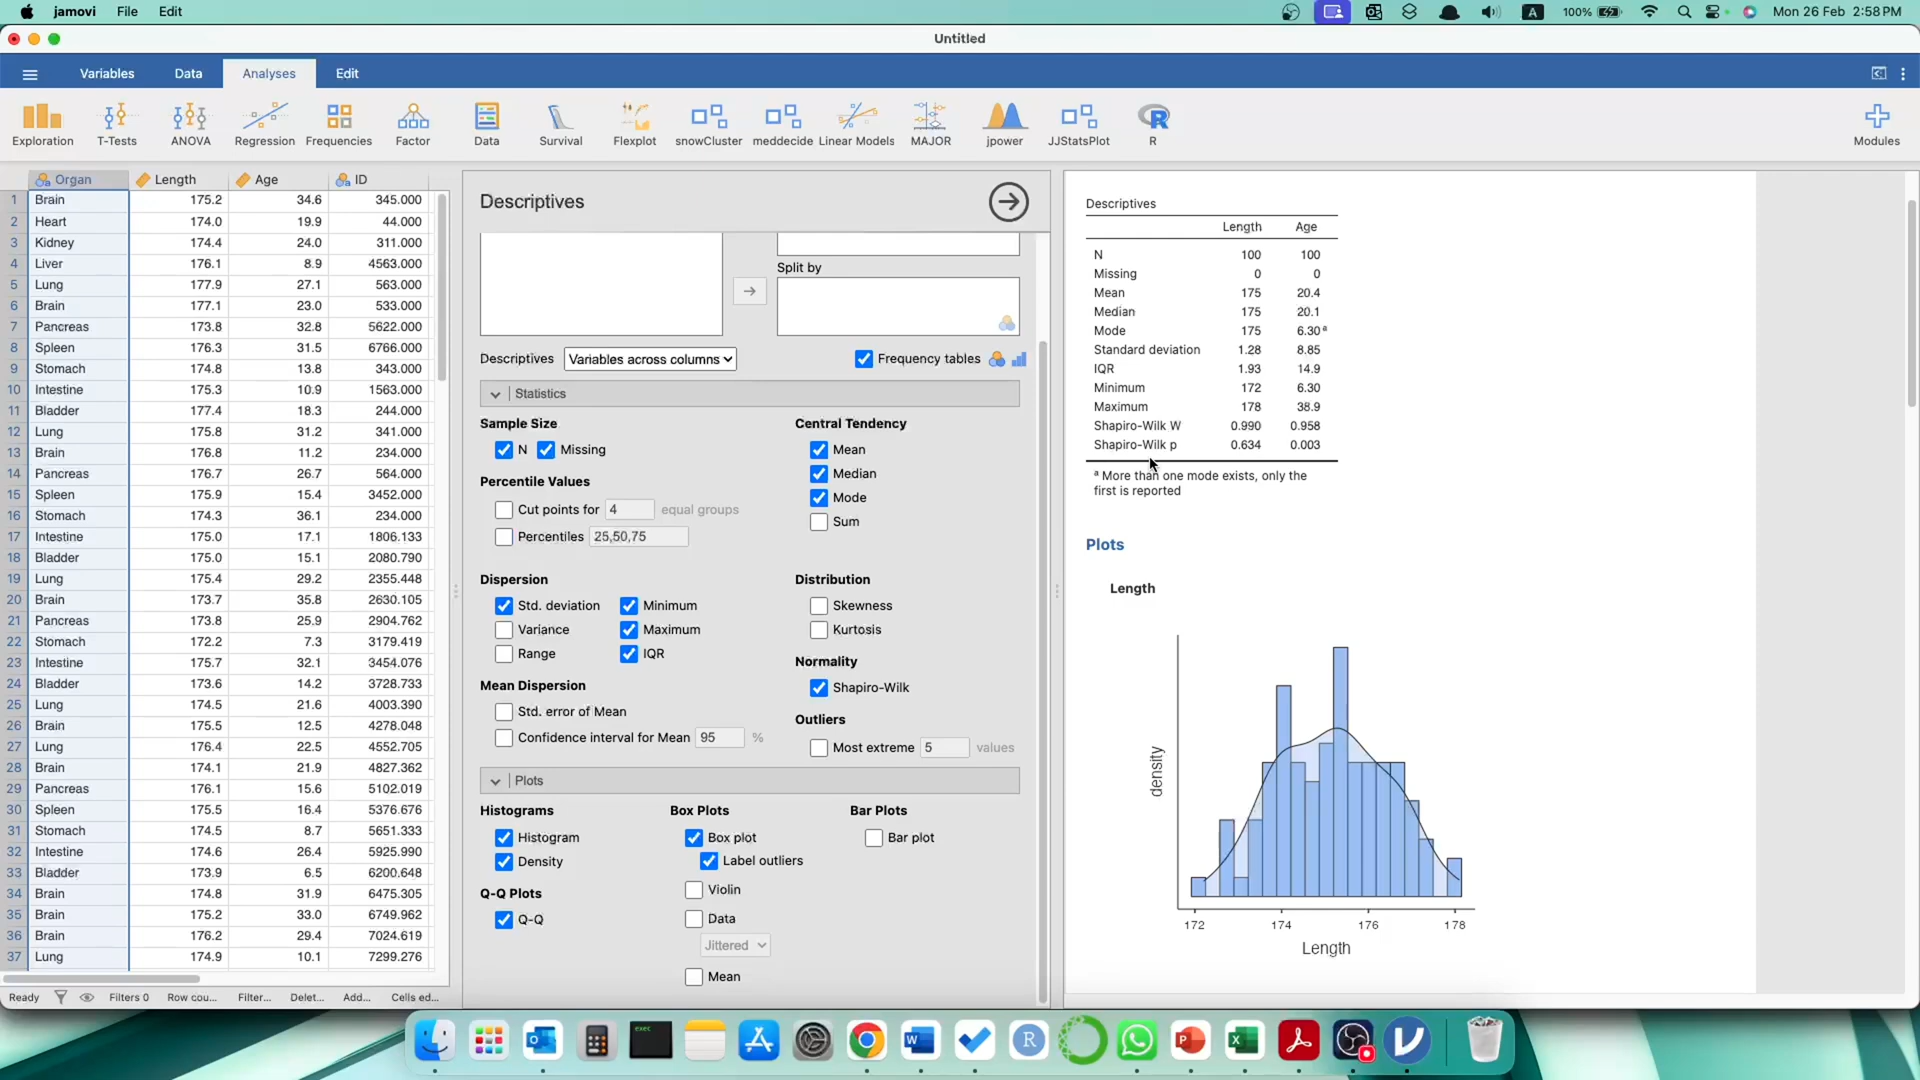 jamovi File Edit
A 100% Mon 26 Feb 2:58 PM
Untitled
Variables Data Analyses Edit
Exploration T-Tests ANOVA Regression Frequencies Factor Data Survival Flexplot snowCluster meddecide Linear Models MAJOR jpower JJStatsPlot R Modules
Organ Length Age ID
1 Brain 175.2 34.6 345.000
2 Heart 174.0 19.9 44.000
3 Kidney 174.4 24.0 311.000
4 Liver 176.1 8.9 4563.000
5 Lung 177.9 27.1 563.000
6 Brain 177.1 23.0 533.000
7 Pancreas 173.8 32.8 5622.000
8 Spleen 176.3 31.5 6766.000
9 Stomach 174.8 13.8 343.000
10 Intestine 175.3 10.9 1563.000
11 Bladder 177.4 18.3 244.000
12 Lung 175.8 31.2 341.000
13 Brain 176.8 11.2 234.000
14 Pancreas 176.7 26.7 564.000
15 Spleen 175.9 15.4 3452.000
16 Stomach 174.3 36.1 234.000
17 Intestine 175.0 17.1 1806.133
18 Bladder 175.0 15.1 2080.790
19 Lung 175.4 29.2 2355.448
20 Brain 173.7 35.8 2630.105
21 Pancreas 173.8 25.9 2904.762
22 Stomach 172.2 7.3 3179.419
23 Intestine 175.7 32.1 3454.076
24 Bladder 173.6 14.2 3728.733
25 Lung 174.5 21.6 4003.390
26 Brain 175.5 12.5 4278.048
27 Lung 176.4 22.5 4552.705
28 Brain 174.1 21.9 4827.362
29 Pancreas 176.1 15.6 5102.019
30 Spleen 175.5 16.4 5376.676
31 Stomach 174.5 8.7 5651.333
32 Intestine 174.6 26.4 5925.990
33 Bladder 173.9 6.5 6200.648
34 Brain 174.8 31.9 6475.305
35 Brain 175.2 33.0 6749.962
36 Brain 176.2 29.4 7024.619
37 Lung 174.9 10.1 7299.276
Ready Filters 0 Row cou... Filter... Delet... Add... Cells ed...
Descriptives
Split by
Descriptives Variables across columns Frequency tables
Statistics
Sample Size
N Missing
Percentile Values
Cut points for 4 equal groups
Percentiles 25,50,75
Central Tendency
Mean
Median
Mode
Sum
Dispersion
Std. deviation Minimum
Variance Maximum
Range IQR
Mean Dispersion
Std. error of Mean
Confidence interval for Mean 95 %
Distribution
Skewness
Kurtosis
Normality
Shapiro-Wilk
Outliers
Most extreme 5 values
Plots
Histograms
Histogram
Density
Q-Q Plots
Q-Q
Box Plots
Box plot
Label outliers
Violin
Data
Jittered
Mean
Bar Plots
Bar plot
Descriptives
Length Age
N 100 100
Missing 0 0
Mean 175 20.4
Median 175 20.1
Mode 175 6.30 ᵃ
Standard deviation 1.28 8.85
IQR 1.93 14.9
Minimum 172 6.30
Maximum 178 38.9
Shapiro-Wilk W 0.990 0.958
Shapiro-Wilk p 0.634 0.003
ᵃ More than one mode exists, only the
first is reported
Plots
Length
density
172 174 176 178
Length
exec